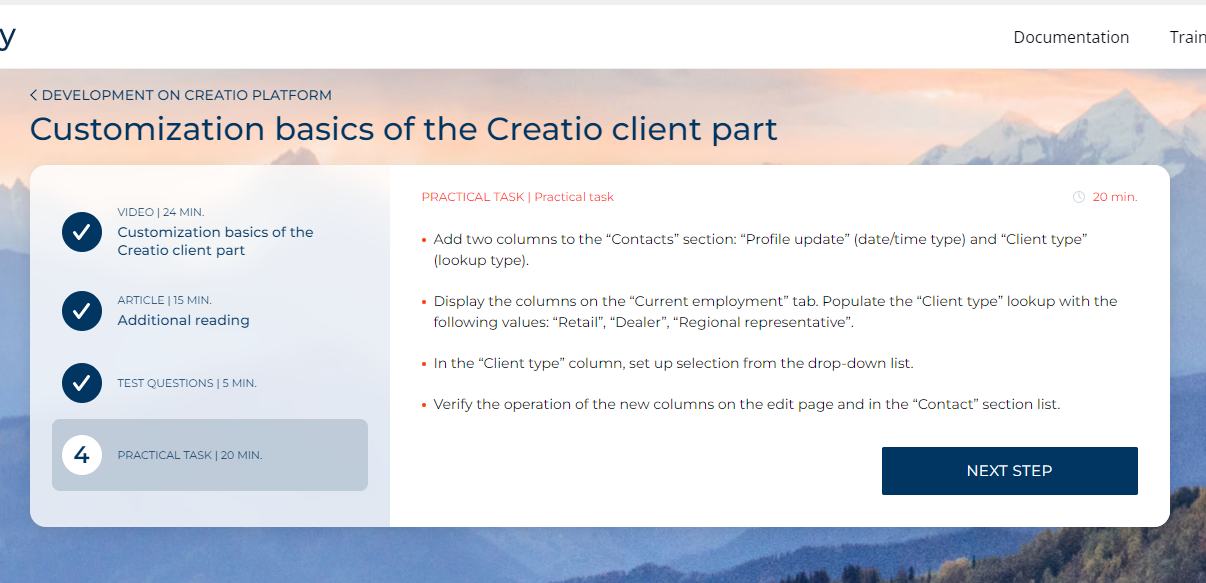 y
Documentation
Train
< DEVELOPMENT ON CREATIO PLATFORM
Customization basics of the Creatio client part
VIDEO | 24 MIN.
Customization basics of the
Creatio client part
ARTICLE | 15 MIN.
Additional reading
TEST QUESTIONS | 5 MIN.
4
PRACTICAL TASK | 20 MIN.
PRACTICAL TASK | Practical task
20 min.
• Add two columns to the “Contacts” section: “Profile update” (date/time type) and “Client type”
(lookup type).
• Display the columns on the “Current employment” tab. Populate the “Client type” lookup with the
following values: “Retail”, “Dealer”, “Regional representative”.
• In the “Client type” column, set up selection from the drop-down list.
• Verify the operation of the new columns on the edit page and in the “Contact” section list.
NEXT STEP